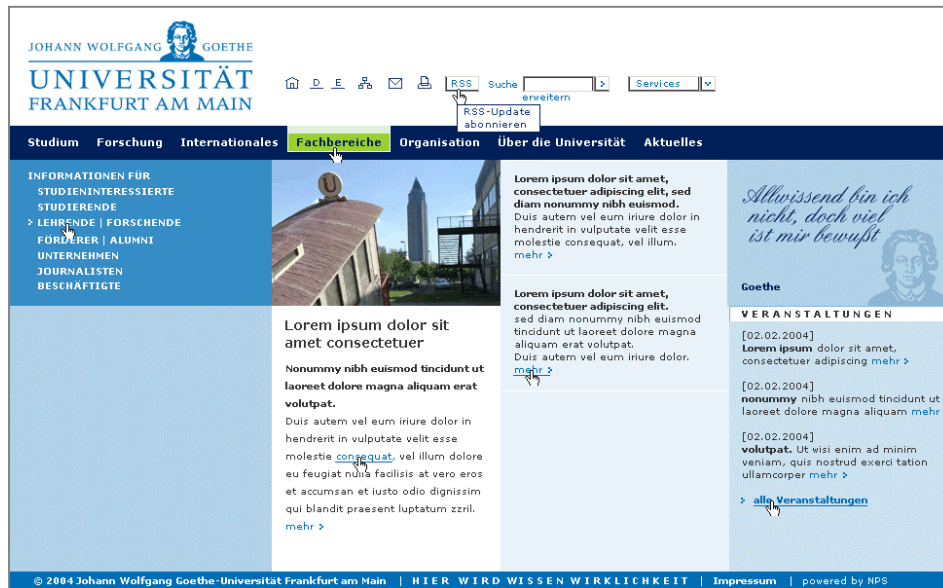 JOHANN WOLFGANG GOETHE
UNIVERSITÄT
FRANKFURT AM MAIN
D E RSS Suche erweitern Services
RSS-Update
abonnieren
Studium Forschung Internationales Fachbereiche Organisation Über die Universität Aktuelles
INFORMATIONEN FÜR
STUDIENINTERESSIERTE
STUDIERENDE
> LEHRENDE | FORSCHENDE
FÖRDERER | ALUMNI
UNTERNEHMEN
JOURNALISTEN
BESCHÄFTIGTE
U
Lorem ipsum dolor sit
amet consectetuer
Nonummy nibh euismod tincidunt ut
laoreet dolore magna aliquam erat
volutpat.
Duis autem vel eum iriure dolor in
hendrerit in vulputate velit esse
molestie consequat, vel illum dolore
eu feugiat nulla facilisis at vero eros
et accumsan et iusto odio dignissim
qui blandit praesent luptatum zzril.
mehr >
Lorem ipsum dolor sit amet,
consectetuer adipiscing elit, sed
diam nonummy nibh euismod.
Duis autem vel eum iriure dolor in
hendrerit in vulputate velit esse
molestie consequat, vel illum.
mehr >
Lorem ipsum dolor sit amet,
consectetuer adipiscing elit.
sed diam nonummy nibh euismod
tincidunt ut laoreet dolore magna
aliquam erat volutpat.
Duis autem vel eum iriure dolor.
mehr >
Allwissend bin ich
nicht, doch viel
ist mir bewußt
Goethe
VERANSTALTUNGEN
[02.02.2004]
Lorem ipsum dolor sit amet,
consectetuer adipiscing mehr >
[02.02.2004]
nonummy nibh euismod tincidunt ut
laoreet dolore magna aliquam mehr
[02.02.2004]
volutpat. Ut wisi enim ad minim
veniam, quis nostrud exerci tation
ullamcorper mehr >
> alle Veranstaltungen
© 2004 Johann Wolfgang Goethe-Universität Frankfurt am Main | HIER WIRD WISSEN WIRKLICHKEIT | Impressum | powered by NPS